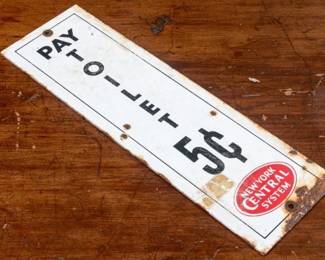 PAY
TOILET
5¢
NEW YORK
CENTRAL
SYSTEM